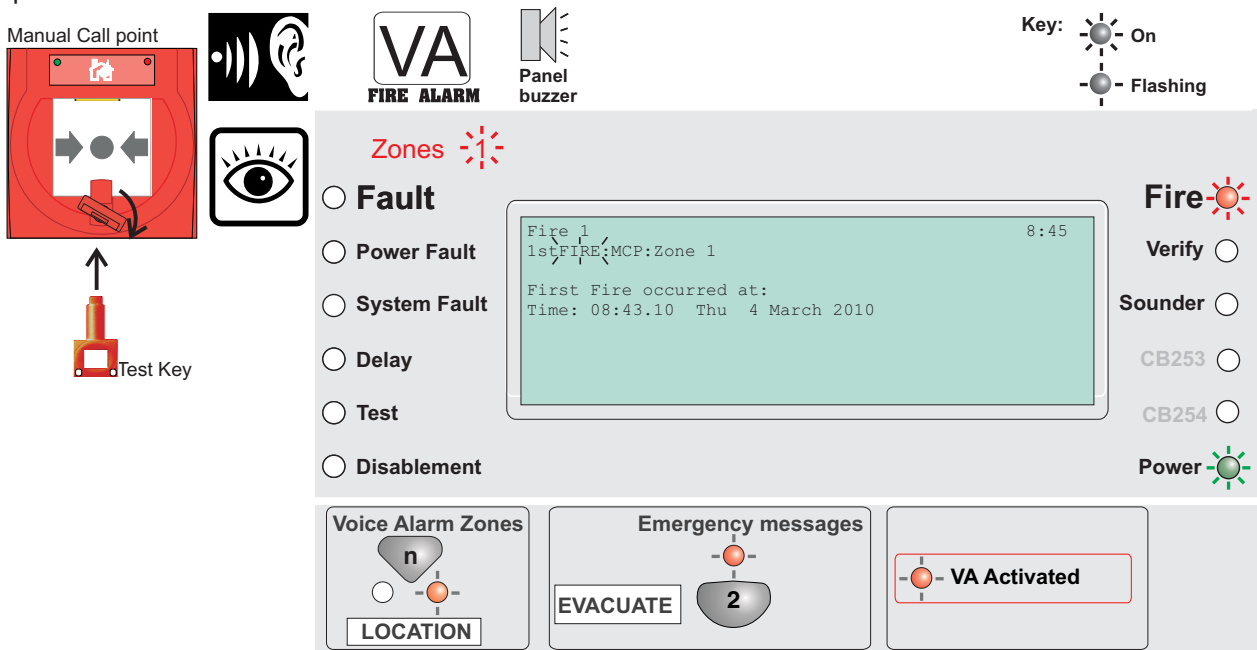 Manual Call point
VA
FIRE ALARM
Panel
buzzer
Key:
On
Flashing
Zones 1
Fault
Power Fault
System Fault
Delay
Test
Disablement
Fire 1 8:45
1stFIRE:MCP:Zone 1
First Fire occurred at:
Time: 08:43.10 Thu 4 March 2010
Fire
Verify
Sounder
CB253
CB254
Power
Test Key
Voice Alarm Zones
n
LOCATION
Emergency messages
EVACUATE
2
VA Activated